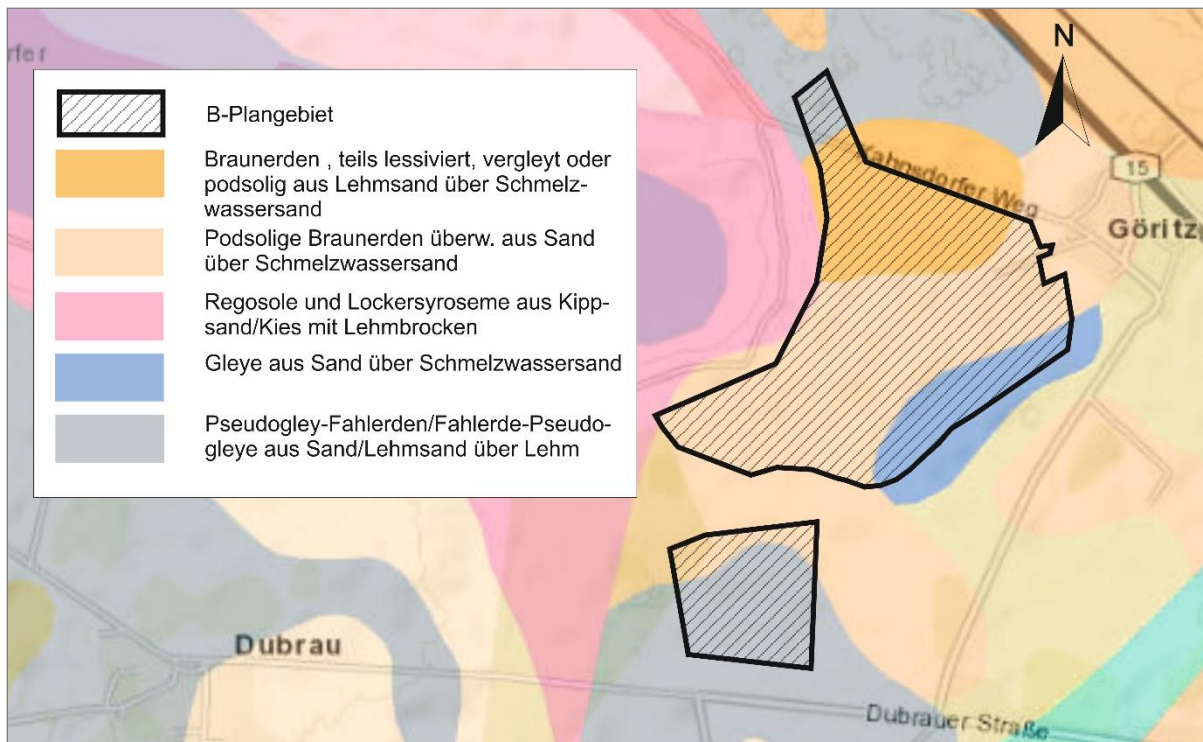 rfer
N
B-Plangebiet
Braunerden , teils lessiviert, vergleyt oder
podsolig aus Lehmsand über Schmelz-
wassersand
Podsolige Braunerden überw. aus Sand
über Schmelzwassersand
Regosole und Lockersyroseme aus Kipp-
sand/Kies mit Lehmbrocken
Gleye aus Sand über Schmelzwassersand
Pseudogley-Fahlerden/Fahlerde-Pseudo-
gleye aus Sand/Lehmsand über Lehm
Kahnsdorfer Weg
15
Göritz
Dubrau
Dubrauer Straße